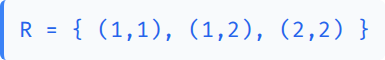 R = { (1,1), (1,2), (2,2) }